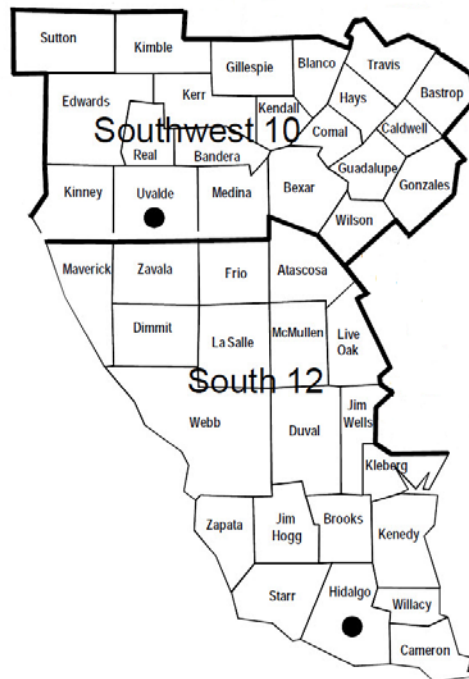 Sutton
Kimble
Gillespie
Blanco
Travis
Bastrop
Edwards
Kerr
Kendall
Hays
Caldwell
Southwest 10
Comal
Real
Bandera
Guadalupe
Gonzales
Kinney
Uvalde
Medina
Bexar
Wilson
Maverick
Zavala
Frio
Atascosa
Dimmit
La Salle
McMullen
Live
Oak
South 12
Webb
Duval
Jim
Wells
Kleberg
Zapata
Jim
Hogg
Brooks
Kenedy
Starr
Hidalgo
Willacy
Cameron